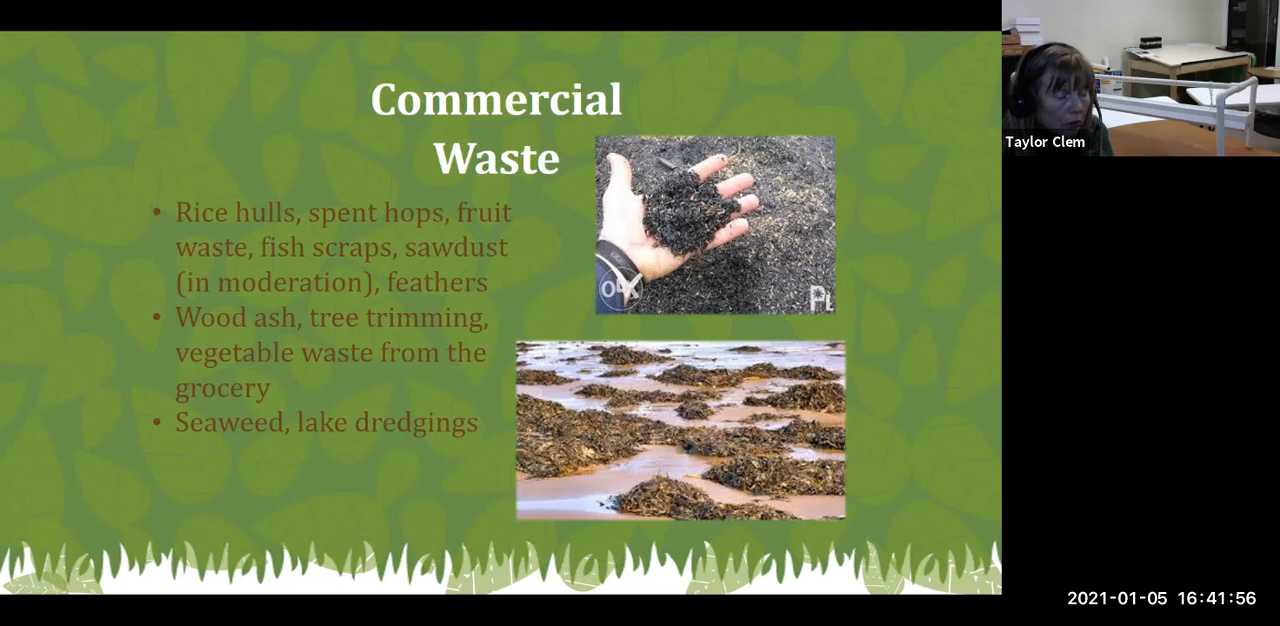 Commercial
Waste
• Rice hulls, spent hops, fruit
waste, fish scraps, sawdust
(in moderation), feathers
• Wood ash, tree trimming,
vegetable waste from the
grocery
• Seaweed, lake dredgings
OLX
Taylor Clem
2021-01-05 16:41:56